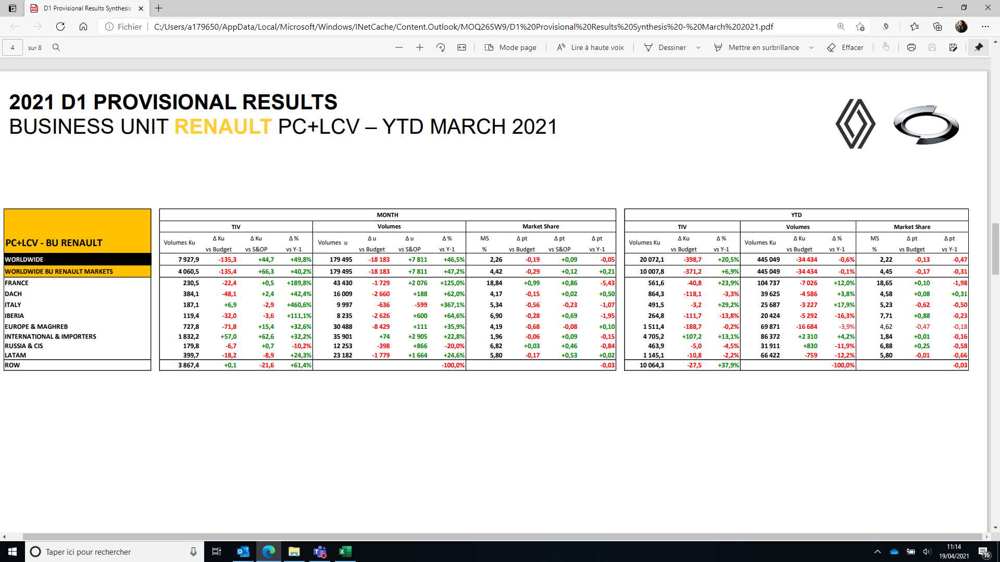 D1 Provisional Results Synthesis
Fichier C:/Users/a179650/AppData/Local/Microsoft/Windows/INetCache/Content.Outlook/MOQ26SW9/D1%20Provisional%20Results%20Synthesis%20-%20March%202021.pdf
4 sur 8 Mode page Lire à haute voix Dessiner Mettre en surbrillance Effacer
2021 D1 PROVISIONAL RESULTS
BUSINESS UNIT RENAULT PC+LCV – YTD MARCH 2021
MONTH YTD
TIV Volumes Market Share TIV Volumes Market Share
PC+LCV - BU RENAULT
Volumes Ku Δ Ku Δ Ku Δ % Volumes u Δ u Δ u Δ % MS Δ pt Δ pt Δ pt Volumes Ku Δ Ku Δ % Volumes Ku Δ Ku Δ % MS Δ pt Δ pt
vs Budget vs S&OP vs Y-1 vs Budget vs S&OP vs Y-1 % vs Budget vs S&OP vs Y-1 vs Budget vs Y-1 vs Budget vs Y-1 % vs Budget vs Y-1
WORLDWIDE 7 927,9 -135,3 +44,7 +49,8% 179 495 -18 183 +7 811 +46,5% 2,26 -0,19 +0,09 -0,05 20 072,1 -398,7 +20,5% 445 049 -34 434 -0,6% 2,22 -0,13 -0,47
WORLDWIDE BU RENAULT MARKETS 4 060,5 -135,4 +66,3 +40,2% 179 495 -18 183 +7 811 +47,2% 4,42 -0,29 +0,12 +0,21 10 007,8 -371,2 +6,9% 445 049 -34 434 -0,1% 4,45 -0,17 -0,31
FRANCE 230,5 -22,4 +0,5 +189,8% 43 430 -1 729 +2 076 +125,0% 18,84 +0,99 +0,86 -5,43 561,6 -40,8 +23,9% 104 737 -7 026 +12,0% 18,65 +0,10 -1,98
DACH 384,1 -48,1 +2,4 +42,4% 16 009 -2 660 +188 +62,0% 4,17 -0,15 +0,02 +0,50 864,3 -118,1 -3,3% 39 625 -4 586 +3,8% 4,58 +0,08 +0,31
ITALY 187,1 +6,9 -2,9 +460,6% 9 997 -636 -599 +367,1% 5,34 -0,56 -0,23 -1,07 491,5 -3,2 +29,2% 25 687 -3 227 +17,9% 5,23 -0,62 -0,50
IBERIA 119,4 -32,0 -3,6 +111,1% 8 235 -2 626 +600 +64,6% 6,90 -0,28 +0,69 -1,95 264,8 -111,7 -13,8% 20 424 -5 292 -16,3% 7,71 +0,88 -0,23
EUROPE & MAGHREB 727,8 -71,8 +15,4 +32,6% 30 488 -8 429 +111 +35,9% 4,19 -0,68 -0,08 +0,10 1 511,4 -188,7 -0,2% 69 871 -16 684 -3,9% 4,62 -0,47 -0,18
INTERNATIONAL & IMPORTERS 1 832,2 +57,0 +62,6 +32,2% 35 901 +74 +2 905 +22,8% 1,96 -0,06 +0,09 -0,15 4 705,2 +107,2 +13,1% 86 372 +2 310 +4,2% 1,84 +0,01 -0,16
RUSSIA & CIS 179,8 -6,7 +0,7 -10,2% 12 253 -398 +866 -20,0% 6,82 +0,03 +0,46 -0,84 463,9 -5,0 -4,5% 31 911 +830 -11,9% 6,88 +0,25 -0,58
LATAM 399,7 -18,2 -8,9 +24,3% 23 182 -1 779 +1 664 +24,6% 5,80 -0,17 +0,53 +0,02 1 145,1 -10,8 -2,2% 66 422 -759 -12,2% 5,80 -0,01 -0,66
ROW 3 867,4 +0,1 -21,6 +61,4% -100,0% -0,03 10 064,3 -27,5 +37,9% -100,0% -0,03
Taper ici pour rechercher
11:14
19/04/2021
16